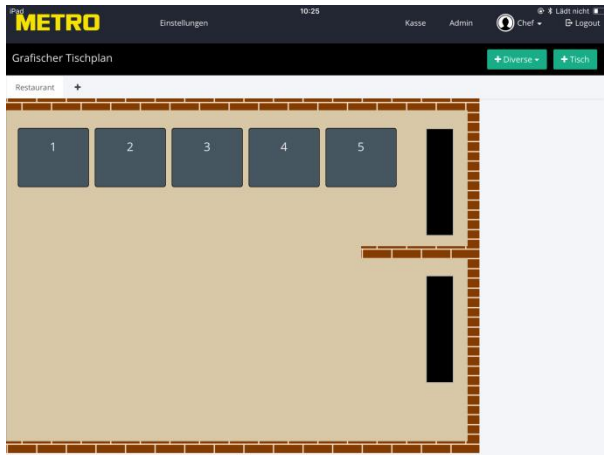 iPad 10:25 Lädt nicht
METRO Einstellungen Kasse Admin Chef Logout
Grafischer Tischplan + Diverse + Tisch
Restaurant +
1 2 3 4 5